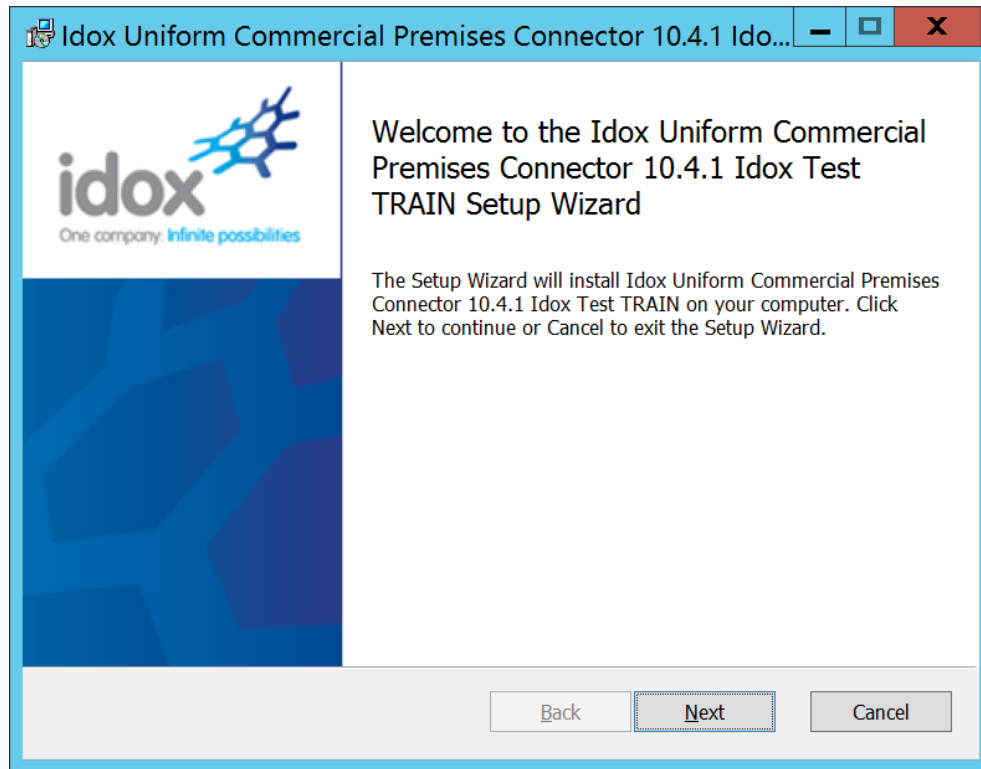 Idox Uniform Commercial Premises Connector 10.4.1 Ido...
idox
One company. Infinite possibilities
Welcome to the Idox Uniform Commercial
Premises Connector 10.4.1 Idox Test
TRAIN Setup Wizard
The Setup Wizard will install Idox Uniform Commercial Premises
Connector 10.4.1 Idox Test TRAIN on your computer. Click
Next to continue or Cancel to exit the Setup Wizard.
Back Next Cancel